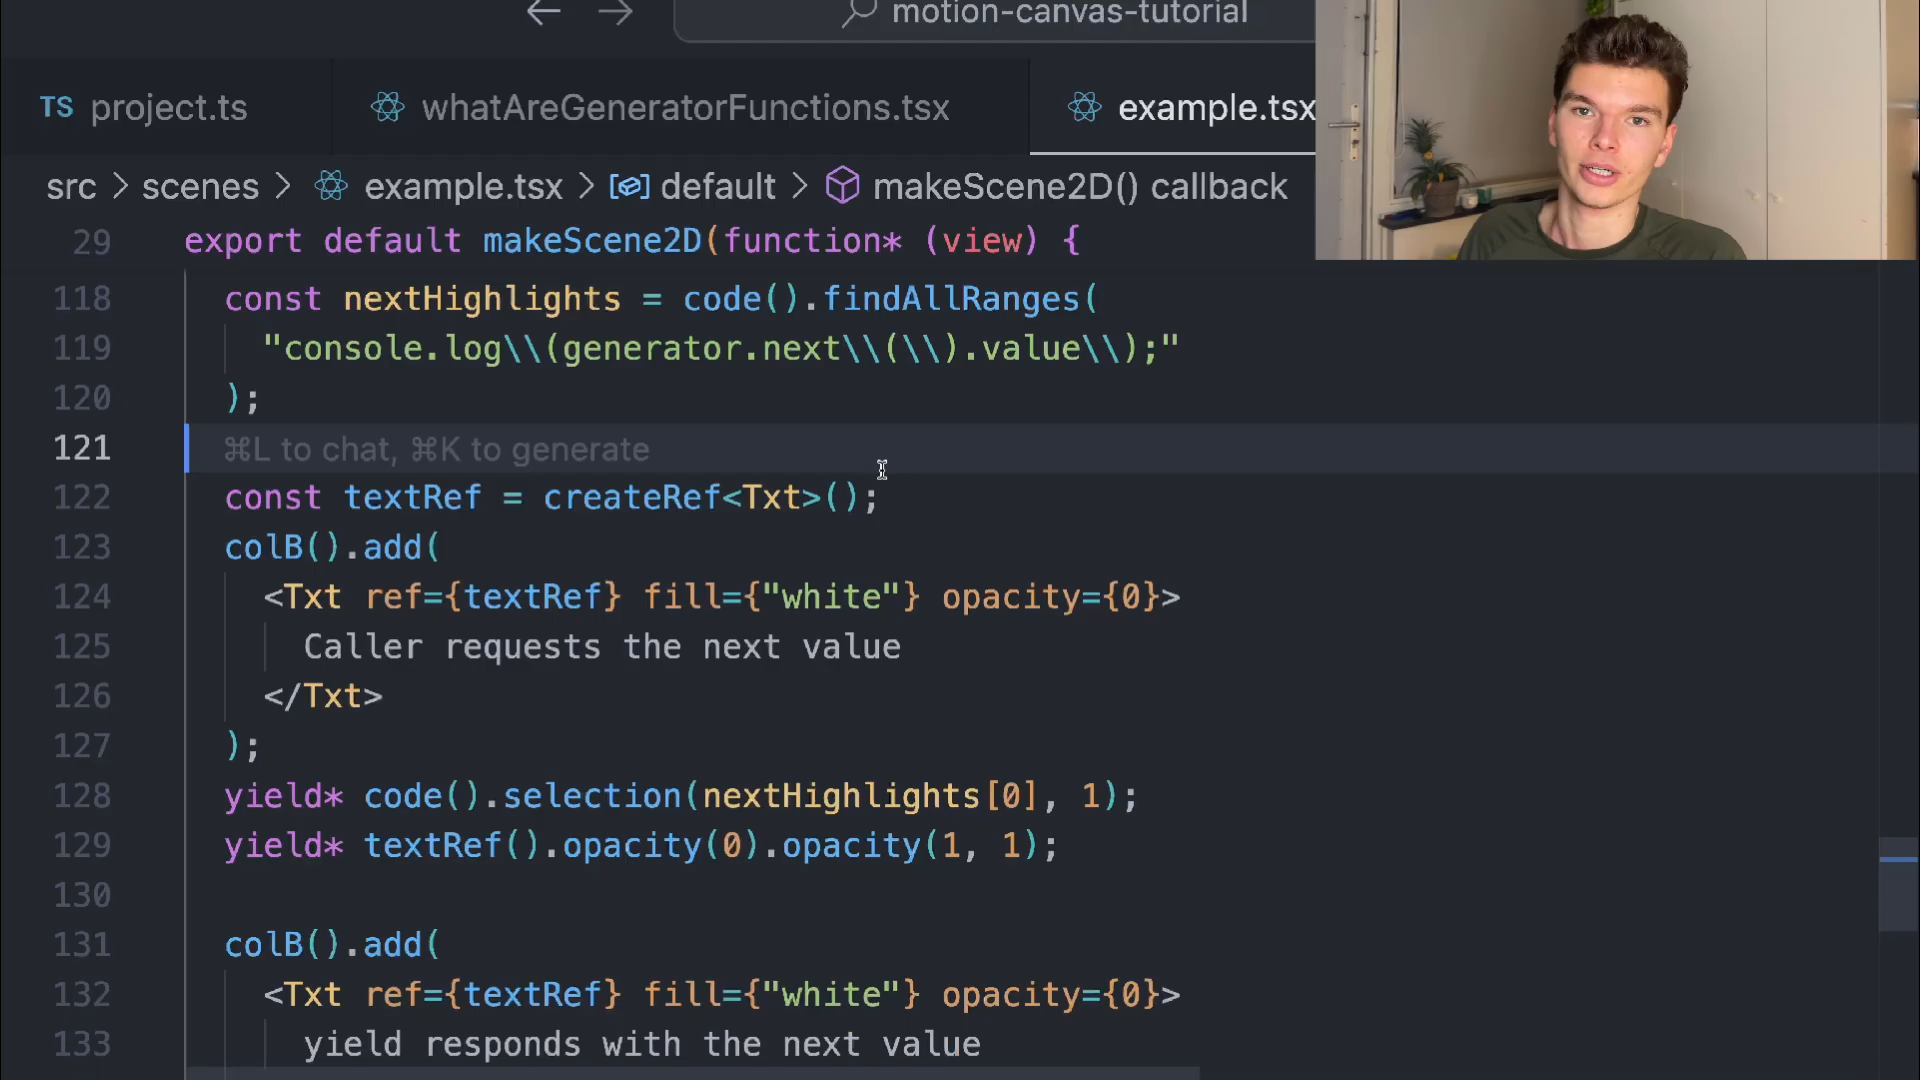 motion-canvas-tutorial
TS project.ts
whatAreGeneratorFunctions.tsx
example.tsx
src > scenes > example.tsx > default > makeScene2D() callback
29 export default makeScene2D(function* (view) {
118 const nextHighlights = code().findAllRanges(
119 "console.log\\(generator.next\\(\\).value\\);"
120 );
121 ⌘L to chat, ⌘K to generate
122 const textRef = createRef<Txt>();
123 colB().add(
124 <Txt ref={textRef} fill={"white"} opacity={0}>
125 Caller requests the next value
126 </Txt>
127 );
128 yield* code().selection(nextHighlights[0], 1);
129 yield* textRef().opacity(0).opacity(1, 1);
130
131 colB().add(
132 <Txt ref={textRef} fill={"white"} opacity={0}>
133 yield responds with the next value